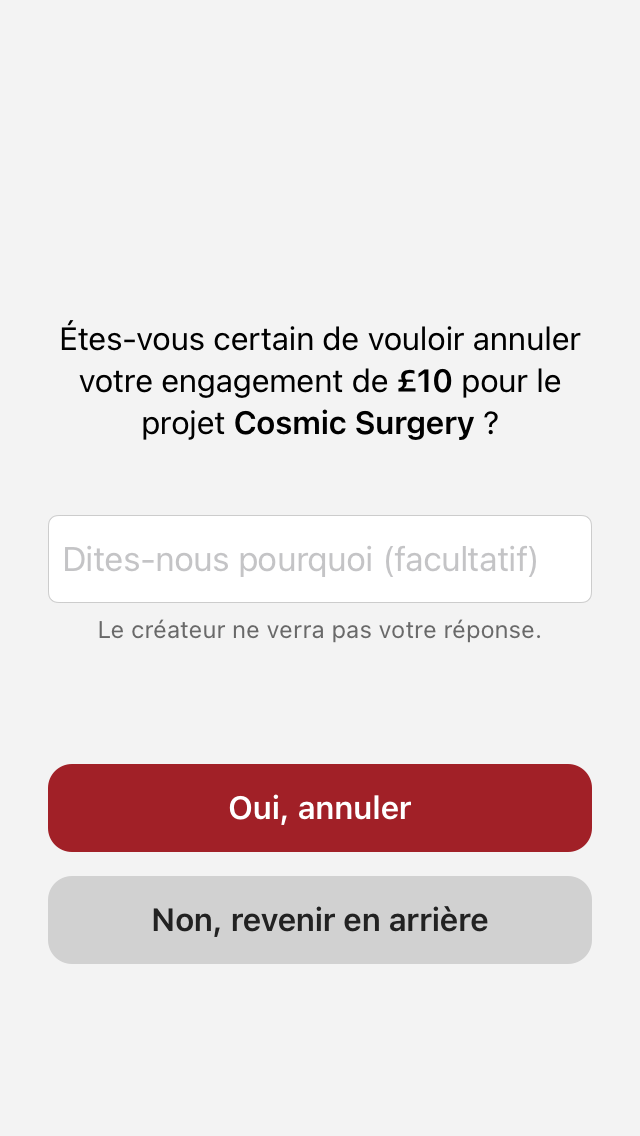 Étes-vous certain de vouloir annuler
votre engagement de £10 pour le
projet Cosmic Surgery ?
Dites-nous pourquoi (facultatif)
Le créateur ne verra pas votre réponse.
Oui, annuler
Non, revenir en arrière